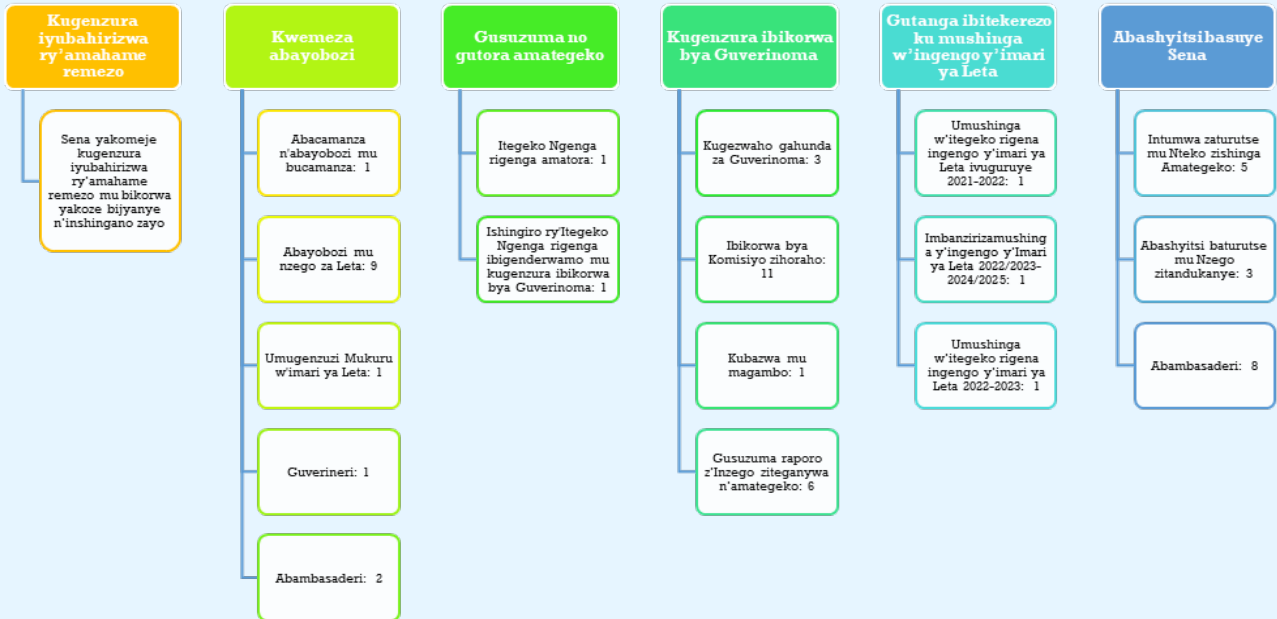 Kugenzura
iyubahirizwa
ry'amahame
remezo
Sena yakomeje
kugenzura
iyubahirizwa
ry'amahame
remezo mu bikorwa
yakoze bijyanye
n'inshingano zayo
Kwemeza
abayobozi
Abacamanza
n'abayobozi mu
bucamanza: 1
Abayobozi mu
nzego za Leta: 9
Umugenzuzi Mukuru
w'imari ya Leta: 1
Guverineri: 1
Abambasaderi: 2
Gusuzuma no
gutora amategeko
Itegeko Ngenga
rigenga amatora: 1
Ishingiro ry'Itegeko
Ngenga rigenga
ibigenderwamo mu
kugenzura ibikorwa
bya Guverinoma: 1
Kugenzura ibikorwa
bya Guverinoma
Kugezwaho gahunda
za Guverinoma: 3
Ibikorwa bya
Komisiyo zihoraho:
11
Kubazwa mu
magambo: 1
Gusuzuma raporo
z'Inzego ziteganywa
n'amategeko: 6
Gutanga ibitekerezo
ku mushinga
w'ingengo y'imari
ya Leta
Umushinga
w'itegeko rigena
ingengo y'imari ya
Leta ivuguruye
2021-2022: 1
Imbanzirizamushing
a y'ingengo y'Imari
ya Leta 2022/2023-
2024/2025: 1
Umushinga
w'itegeko rigena
ingengo y'imari ya
Leta 2022-2023: 1
Abashyitsi basuye
Sena
Intumwa zaturutse
mu Nteko zishinga
Amategeko: 5
Abashyitsi baturutse
mu Nzego
zitandukanye: 3
Abambasaderi: 8